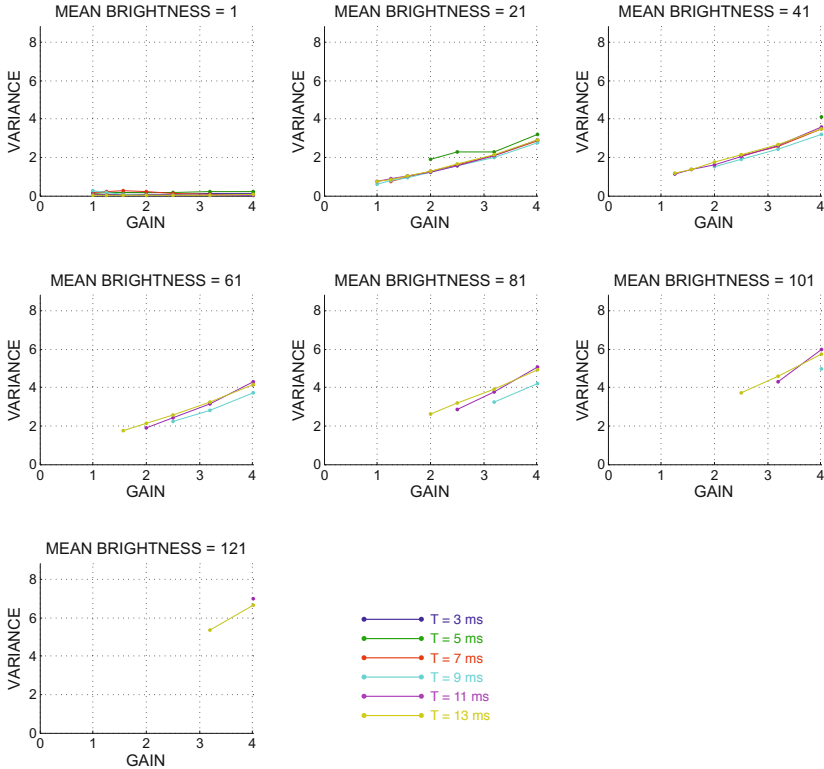 MEAN BRIGHTNESS = 1
MEAN BRIGHTNESS = 21
MEAN BRIGHTNESS = 41
VARIANCE
8
6
4
2
0
0 1 2 3 4
GAIN
VARIANCE
8
6
4
2
0
0 1 2 3 4
GAIN
VARIANCE
8
6
4
2
0
0 1 2 3 4
GAIN
MEAN BRIGHTNESS = 61
MEAN BRIGHTNESS = 81
MEAN BRIGHTNESS = 101
VARIANCE
8
6
4
2
0
0 1 2 3 4
GAIN
VARIANCE
8
6
4
2
0
0 1 2 3 4
GAIN
VARIANCE
8
6
4
2
0
0 1 2 3 4
GAIN
MEAN BRIGHTNESS = 121
VARIANCE
8
6
4
2
0
0 1 2 3 4
GAIN
T = 3 ms
T = 5 ms
T = 7 ms
T = 9 ms
T = 11 ms
T = 13 ms